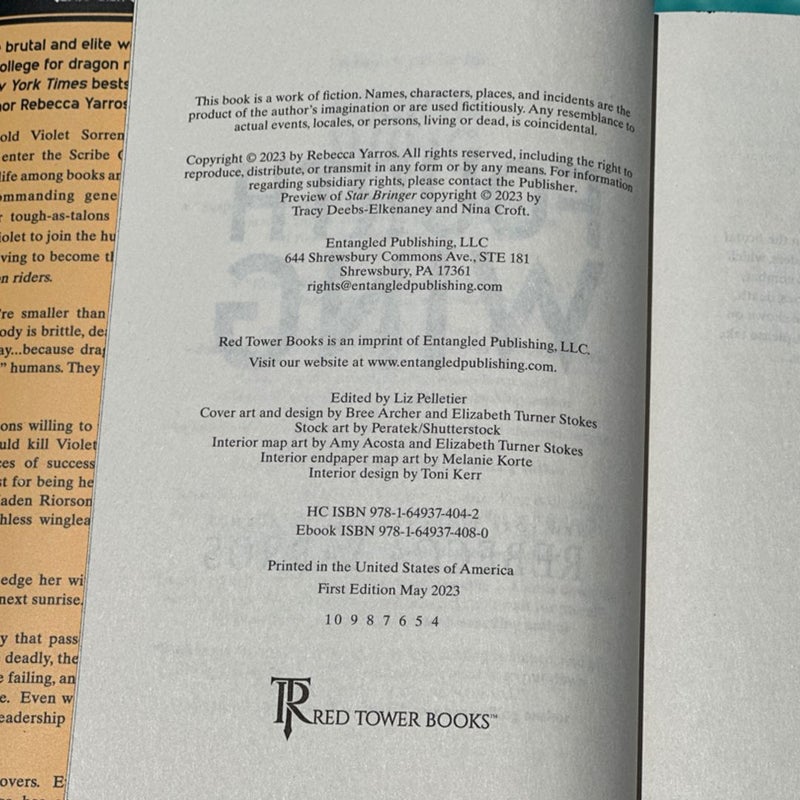 brutal and elite w
ollege for dragon r
York Times bests
or Rebecca Yarros
old Violet Sorren
enter the Scribe
life among books ar
mmanding gene
tough-as-talons
iolet to join the hu
ving to become tl
n riders.
're smaller than
ody is brittle, de
ay...because drag
" humans. They
ons willing to
uld kill Violet
es of success
st for being he
aden Riorson
hless winglea
edge her wi
next sunrise.
y that pass
deadly, the
failing, an
e. Even w
eadership
overs. E
This book is a work of fiction. Names, characters, places, and incidents are the
product of the author's imagination or are used fictitiously. Any resemblance to
actual events, locales, or persons, living or dead, is coincidental.
Copyright © 2023 by Rebecca Yarros. All rights reserved, including the right to
reproduce, distribute, or transmit in any form or by any means. For information
regarding subsidiary rights, please contact the Publisher.
Preview of Star Bringer copyright © 2023 by
Tracy Deebs-Elkenaney and Nina Croft.
Entangled Publishing, LLC
644 Shrewsbury Commons Ave., STE 181
Shrewsbury, PA 17361
rights@entangledpublishing.com
Red Tower Books is an imprint of Entangled Publishing, LLC.
Visit our website at www.entangledpublishing.com.
Edited by Liz Pelletier
Cover art and design by Bree Archer and Elizabeth Turner Stokes
Stock art by Peratek/Shutterstock
Interior map art by Amy Acosta and Elizabeth Turner Stokes
Interior endpaper map art by Melanie Korte
Interior design by Toni Kerr
HC ISBN 978-1-64937-404-2
Ebook ISBN 978-1-64937-408-0
Printed in the United States of America
First Edition May 2023
10 9 8 7 6 5 4
TR RED TOWER BOOKS™